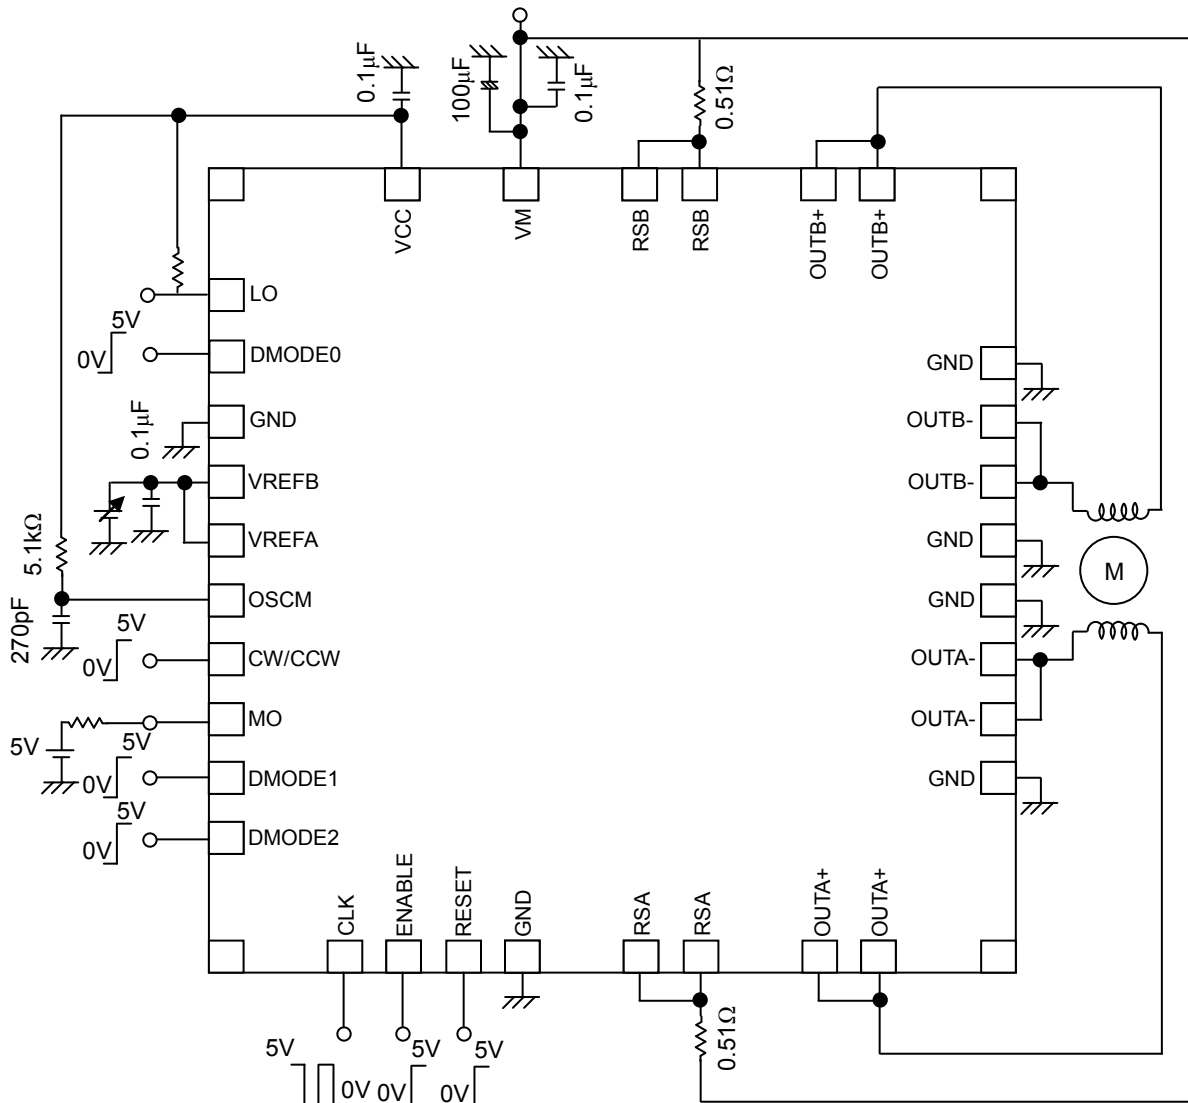 0.1µF
100µF
0.1µF
0.51Ω
VCC
VM
RSB
RSB
OUTB+
OUTB+
LO
5V
0V
DMODE0
GND
0.1µF
VREFB
VREFA
5.1kΩ
OSCM
270pF
5V
0V
CW/CCW
MO
5V
5V
0V
DMODE1
5V
0V
DMODE2
GND
OUTB-
OUTB-
GND
M
GND
OUTA-
OUTA-
GND
CLK
ENABLE
RESET
GND
RSA
RSA
OUTA+
OUTA+
0.51Ω
5V
0V
5V
0V
5V
0V